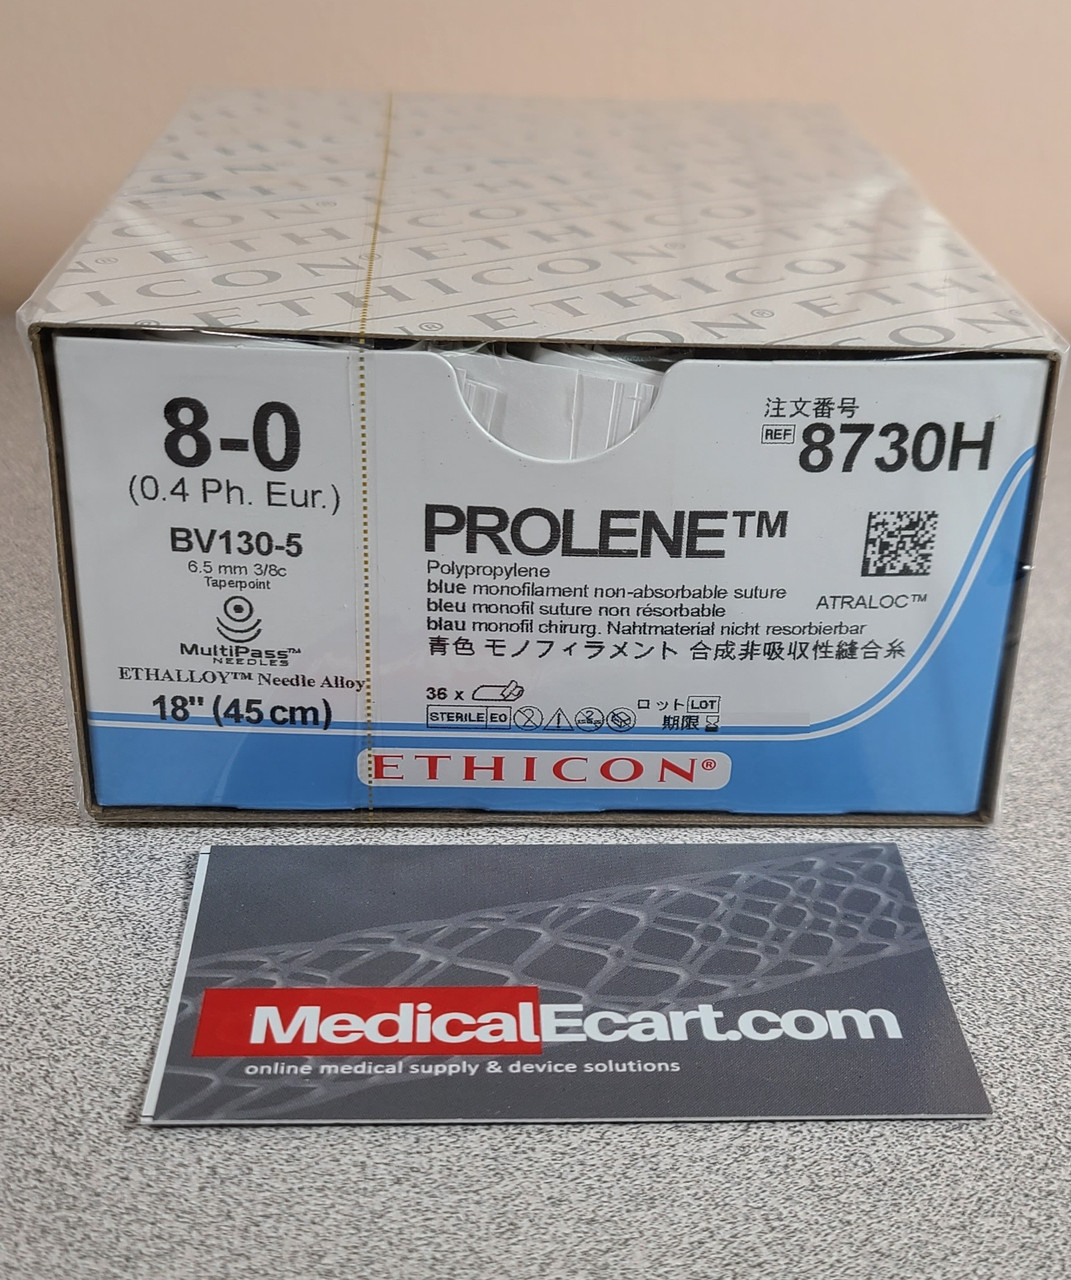 ETHICON®
8-0
(0.4 Ph. Eur.)
BV130-5
6.5 mm 3/8c
Taperpoint
MultiPass™
NEEDLES
ETHALLOY™ Needle Alloy
18" (45 cm)
注文番号
REF 8730H
PROLENE™
Polypropylene
blue monofilament non-absorbable suture
bleu monofil suture non résorbable
blau monofil chirurg. Nahtmaterial nicht resorbierbar
青色 モノフィラメント 合成非吸収性縫合糸
ATRALOC™
36 x
STERILE EO
2
2
ロット LOT
期限
ETHICON®
MedicalEcart.com
online medical supply & device solutions